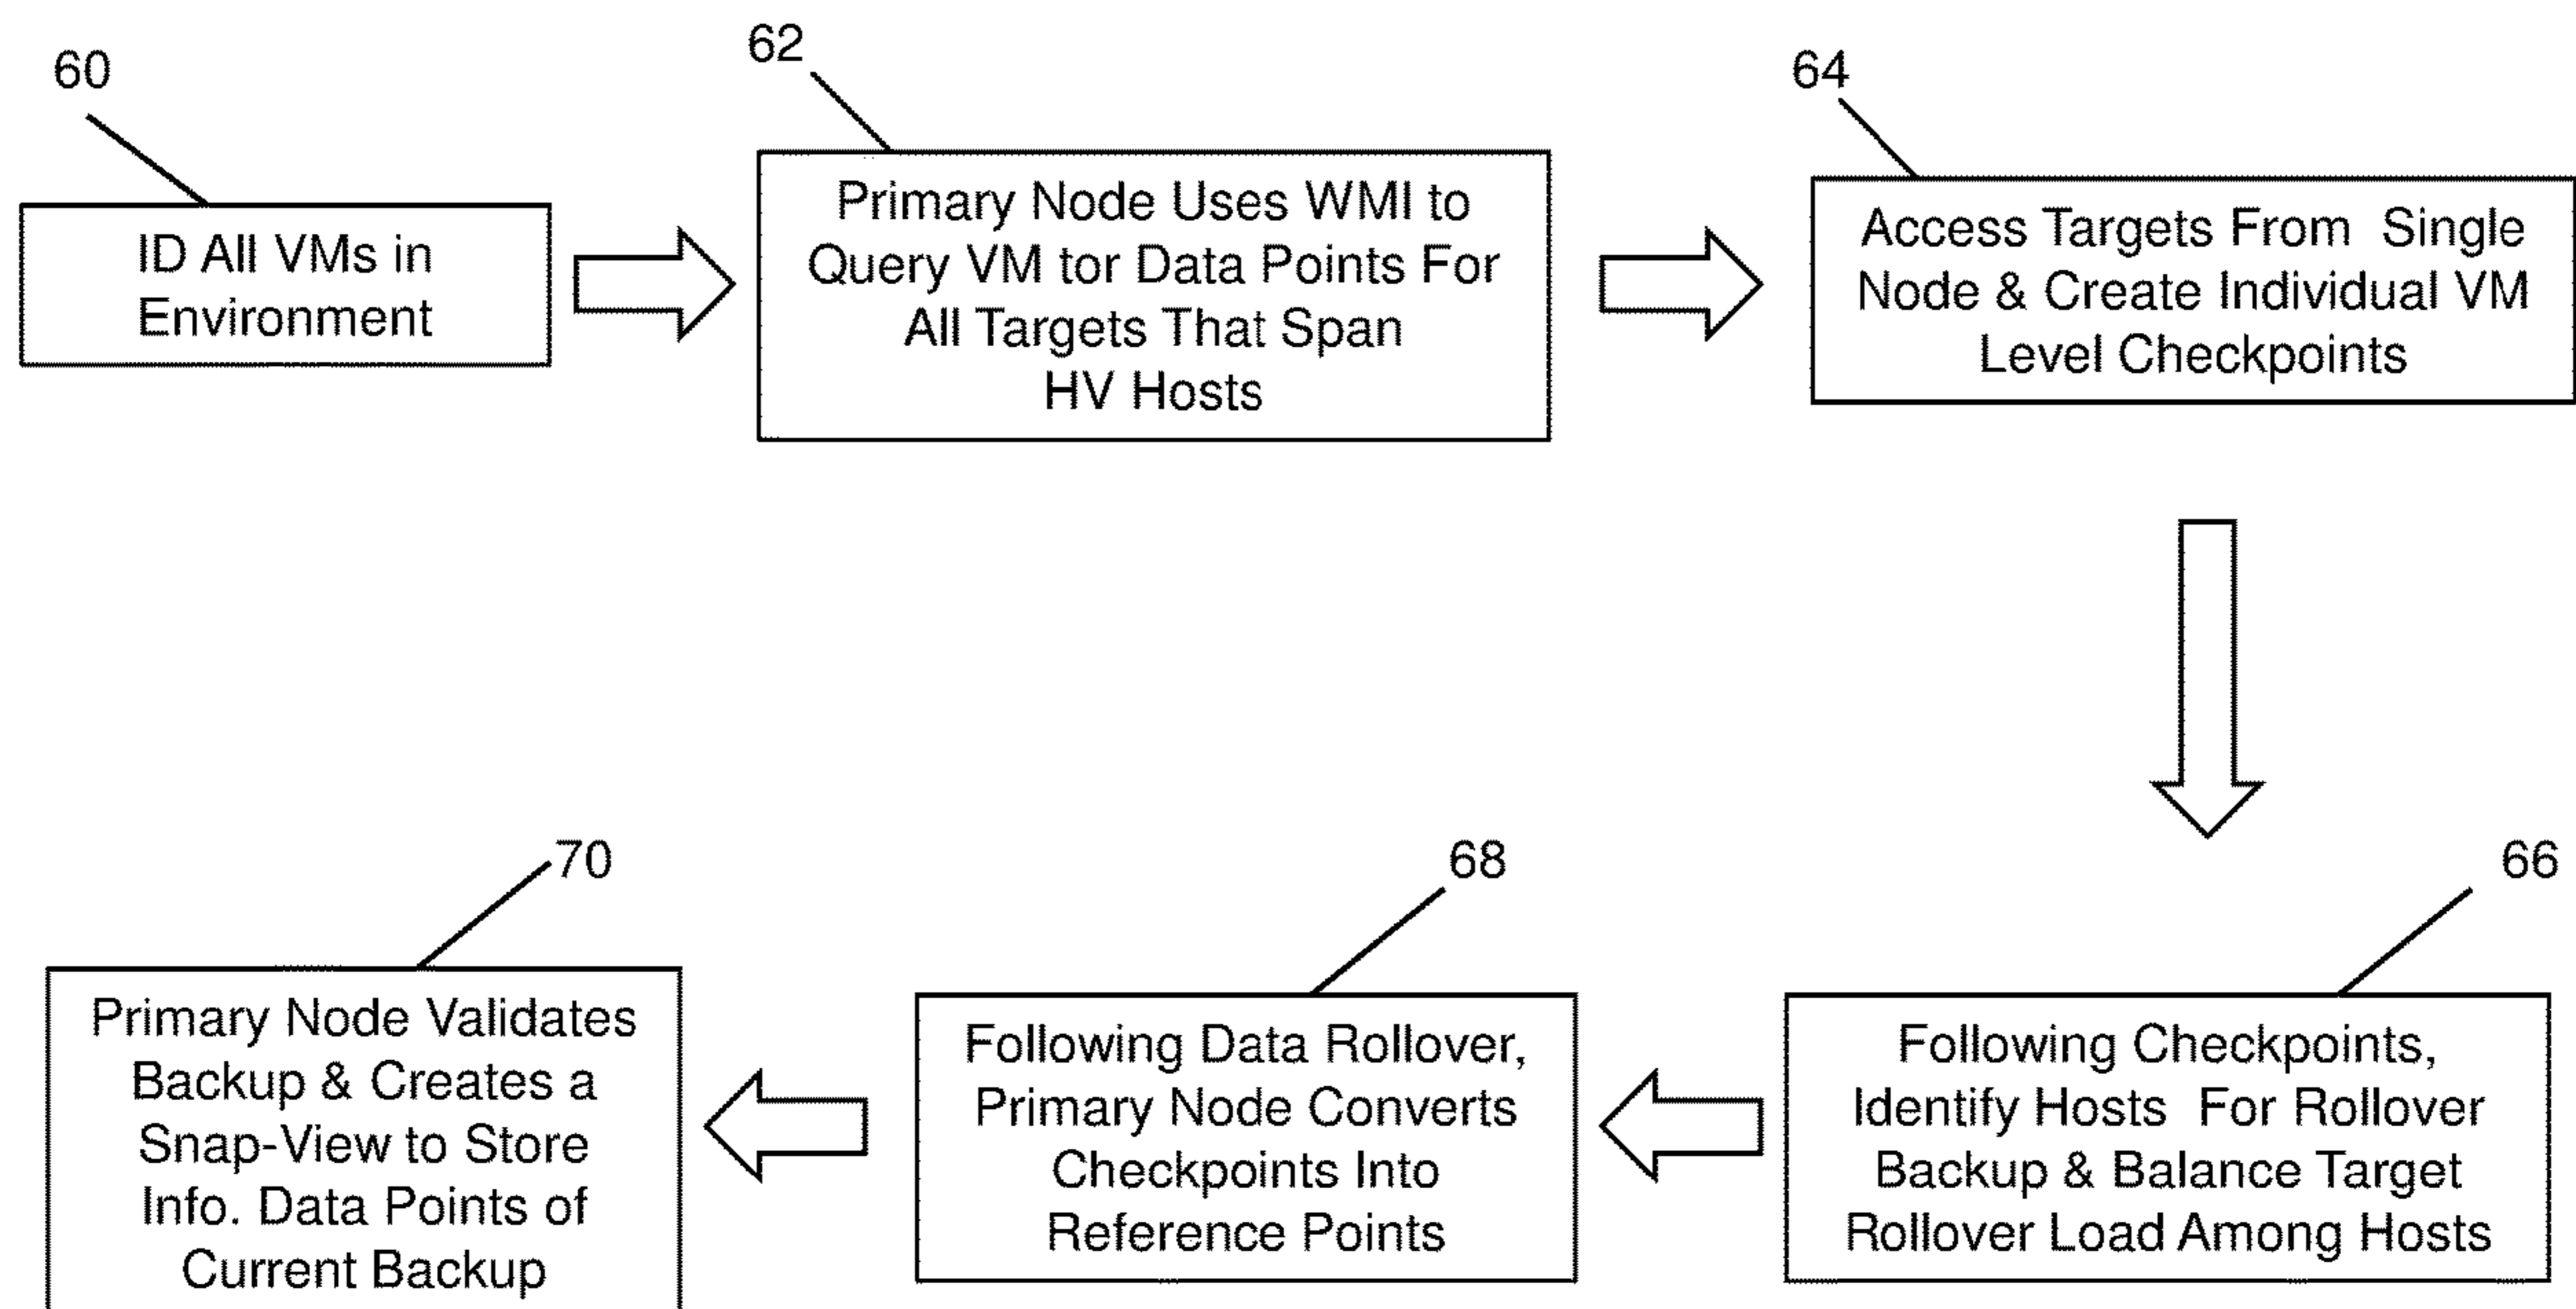 60
ID All VMs in
Environment
62
Primary Node Uses WMI to
Query VM tor Data Points For
All Targets That Span
HV Hosts
64
Access Targets From Single
Node & Create Individual VM
Level Checkpoints
66
Following Checkpoints,
Identify Hosts For Rollover
Backup & Balance Target
Rollover Load Among Hosts
68
Following Data Rollover,
Primary Node Converts
Checkpoints Into
Reference Points
70
Primary Node Validates
Backup & Creates a
Snap-View to Store
Info. Data Points of
Current Backup